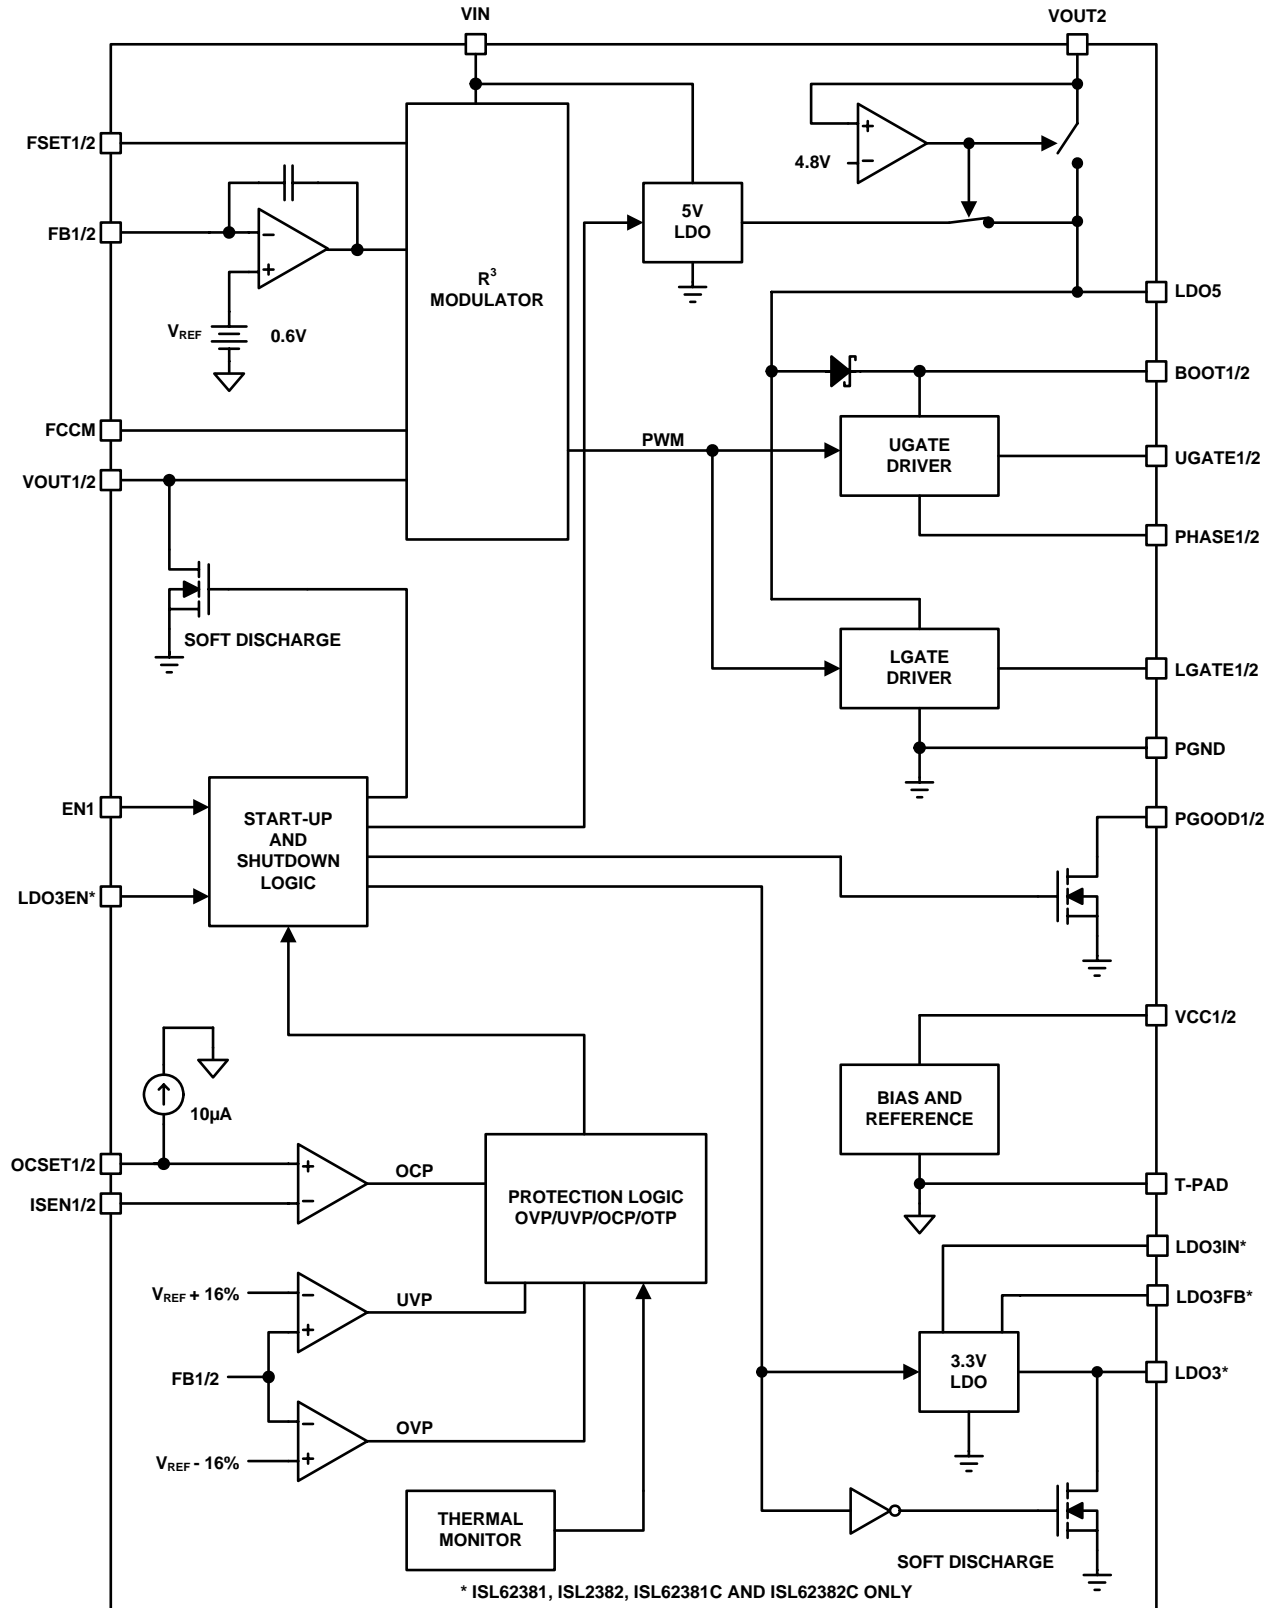 VIN
VOUT2
FSET1/2
+
4.8V
−
FB1/2
−
+
5V
LDO
R3
MODULATOR
VREF
0.6V
LDO5
BOOT1/2
FCCM
PWM
UGATE
DRIVER
UGATE1/2
VOUT1/2
PHASE1/2
SOFT DISCHARGE
LGATE
DRIVER
LGATE1/2
PGND
EN1
START-UP
AND
SHUTDOWN
LOGIC
PGOOD1/2
LDO3EN*
VCC1/2
10µA
BIAS AND
REFERENCE
OCSET1/2
+
OCP
ISEN1/2
−
PROTECTION LOGIC
OVP/UVP/OCP/OTP
T-PAD
LDO3IN*
VREF + 16%
−
UVP
+
LDO3FB*
FB1/2
3.3V
LDO
LDO3*
−
OVP
VREF - 16%
+
THERMAL
MONITOR
SOFT DISCHARGE
* ISL62381, ISL2382, ISL62381C AND ISL62382C ONLY